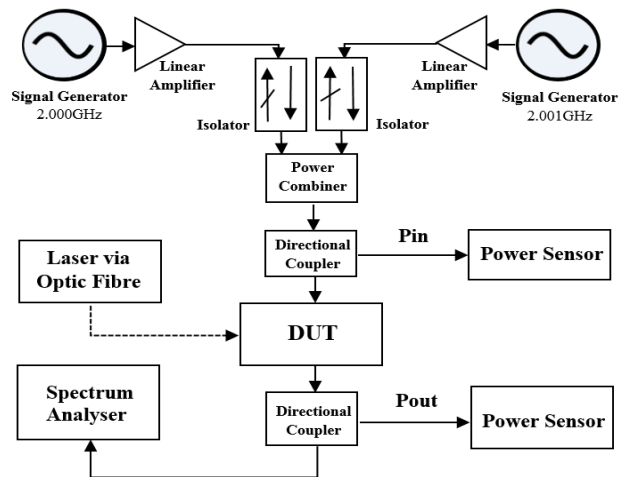 Linear
Amplifier
Linear
Amplifier
Signal Generator
2.000GHz
Signal Generator
2.001GHz
Isolator
Isolator
Power
Combiner
Directional
Coupler
Pin
Power Sensor
Laser via
Optic Fibre
DUT
Spectrum
Analyser
Directional
Coupler
Pout
Power Sensor